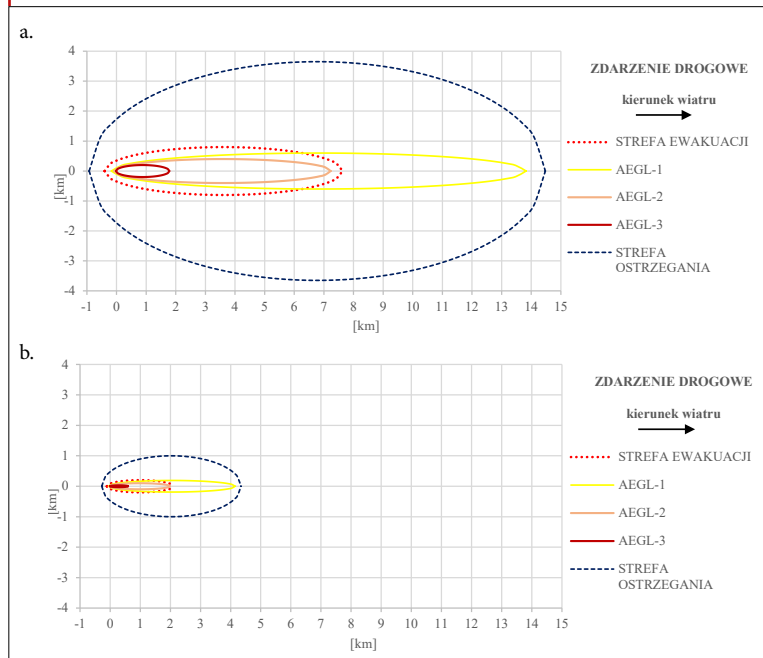 a.
4
3
2
1
0
-1
-2
-3
-4
[km]
-1 0 1 2 3 4 5 6 7 8 9 10 11 12 13 14 15
[km]
ZDARZENIE DROGOWE
kierunek wiatru
STREFA EWAKUACJI
AEGL-1
AEGL-2
AEGL-3
STREFA
OSTRZEGANIA
b.
4
3
2
1
0
-1
-2
-3
-4
[km]
-1 0 1 2 3 4 5 6 7 8 9 10 11 12 13 14 15
[km]
ZDARZENIE DROGOWE
kierunek wiatru
STREFA EWAKUACJI
AEGL-1
AEGL-2
AEGL-3
STREFA
OSTRZEGANIA